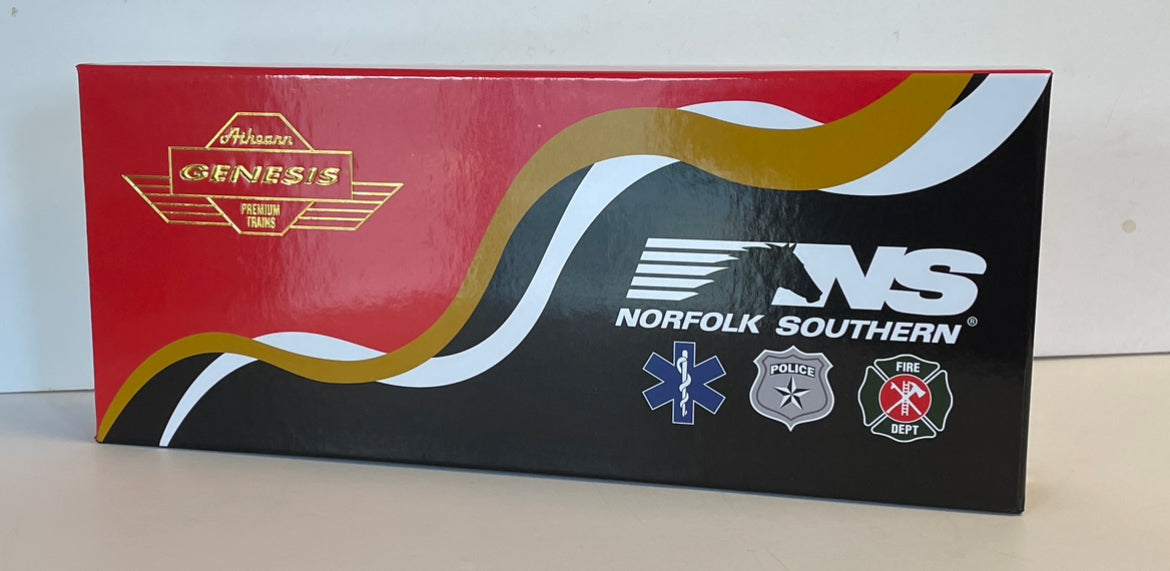 Athearn
GENESIS
PREMIUM
TRAINS
NS
NORFOLK SOUTHERN®
POLICE
FIRE
DEPT